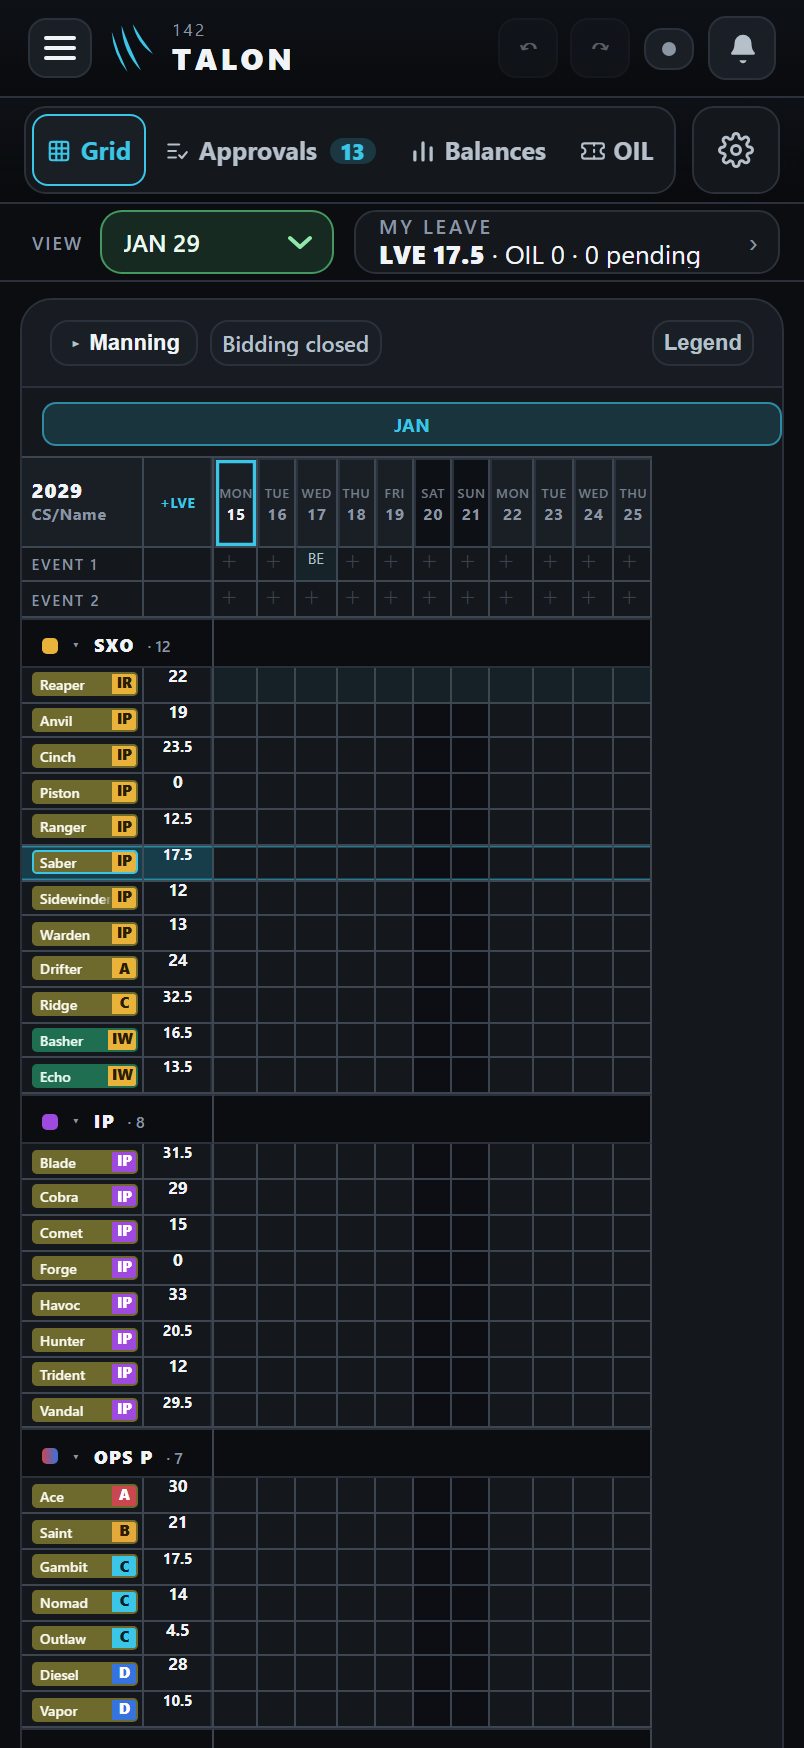 142
TALON
Grid
Approvals 13
Balances
OIL
VIEW
JAN 29
MY LEAVE
LVE 17.5 · OIL 0 · 0 pending
Manning
Bidding closed
Legend
JAN
2029
CS/Name
+LVE
MON 15
TUE 16
WED 17
THU 18
FRI 19
SAT 20
SUN 21
MON 22
TUE 23
WED 24
THU 25
EVENT 1 + + BE + + + + + + + +
EVENT 2 + + + + + + + + + + +
SXO · 12
Reaper IR 22
Anvil IP 19
Cinch IP 23.5
Piston IP 0
Ranger IP 12.5
Saber IP 17.5
Sidewinder IP 12
Warden IP 13
Drifter A 24
Ridge C 32.5
Basher IW 16.5
Echo IW 13.5
IP · 8
Blade IP 31.5
Cobra IP 29
Comet IP 15
Forge IP 0
Havoc IP 33
Hunter IP 20.5
Trident IP 12
Vandal IP 29.5
OPS P · 7
Ace A 30
Saint B 21
Gambit C 17.5
Nomad C 14
Outlaw C 4.5
Diesel D 28
Vapor D 10.5